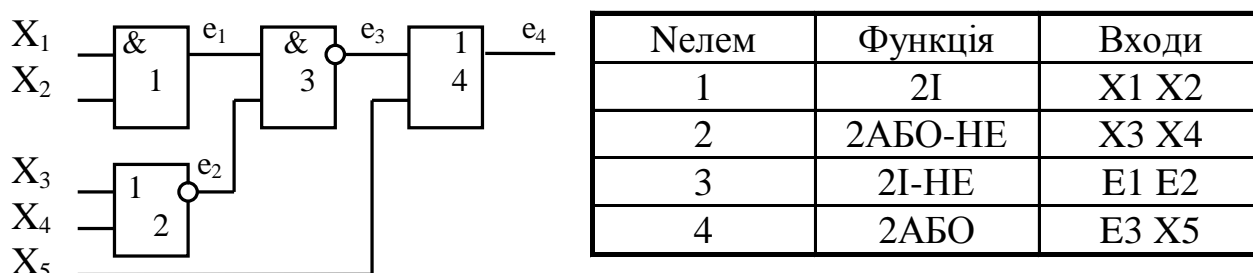 X1 & e1 & e3 1 e4
X2 1 3 4
X3 1 e2
X4 2
X5
Nелем Функція Входи
1 2І X1 X2
2 2АБО-НЕ X3 X4
3 2І-НЕ E1 E2
4 2АБО E3 X5